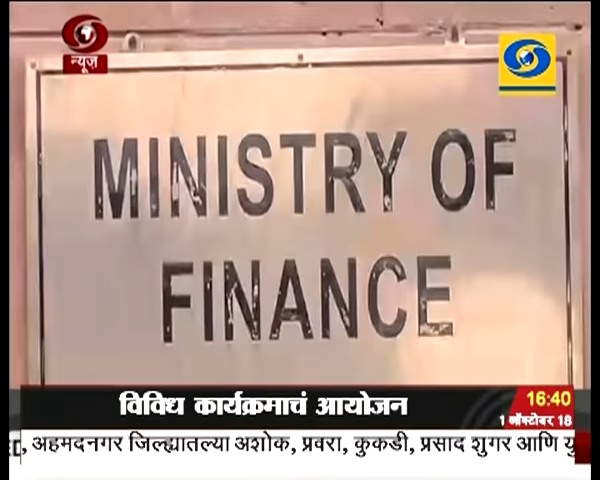 न्यूज़
MINISTRY OF
FINANCE
विविध कार्यक्रमाचं आयोजन
16:40
1 ऑक्टोबर 18
, अहमदनगर जिल्ह्यातल्या अशोक, प्रवरा, कुकडी, प्रसाद शुगर आणि यु